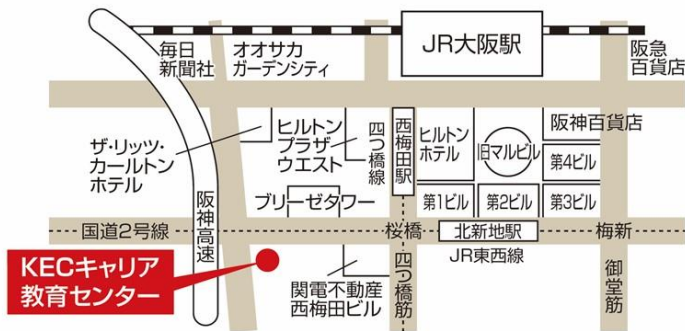 JR大阪駅
毎日
新聞社
オオサカ
ガーデンシティ
阪急
百貨店
ザ・リッツ・
カールトン
ホテル
ヒルトン
プラザ
ウエスト
四つ橋線
西梅田駅
ヒルトン
ホテル
旧マルビル
阪神百貨店
第4ビル
ブリーゼタワー
第1ビル
第2ビル
第3ビル
国道2号線
阪神高速
桜橋
北新地駅
梅新
JR東西線
KECキャリア
教育センター
関電不動産
西梅田ビル
四つ橋筋
御堂筋